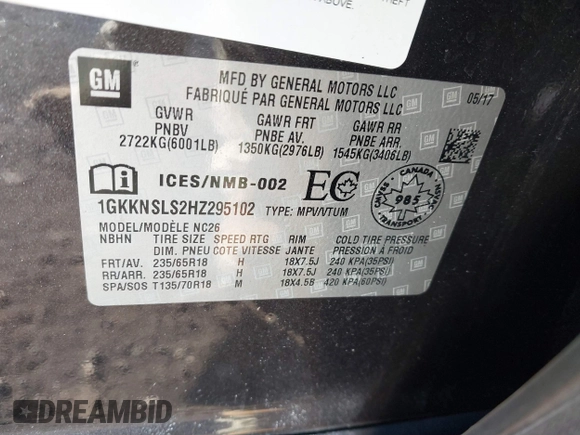 THEFT
ABOVE.
GM
MFD BY GENERAL MOTORS LLC
FABRIQUÉ PAR GENERAL MOTORS LLC
05/17
GVWR GAWR FRT GAWR RR
PNBV PNBE AV. PNBE ARR.
2722KG(6001LB) 1350KG(2976LB) 1545KG(3406LB)
ICES/NMB-002 EC
CANADA
985
1GKKNSLS2HZ295102 TYPE: MPV/VTUM
MODEL/MODÈLE NC26
NBHN TIRE SIZE SPEED RTG RIM COLD TIRE PRESSURE
DIM. PNEU COTE VITESSE JANTE PRESSION À FROID
FRT/AV. 235/65R18 H 18X7.5J 240 KPA(35PSI)
RR/ARR. 235/65R18 H 18X7.5J 240 KPA(35PSI)
SPA/SOS T135/70R18 M 18X4.5B 420 KPA(60PSI)
DREAMBID